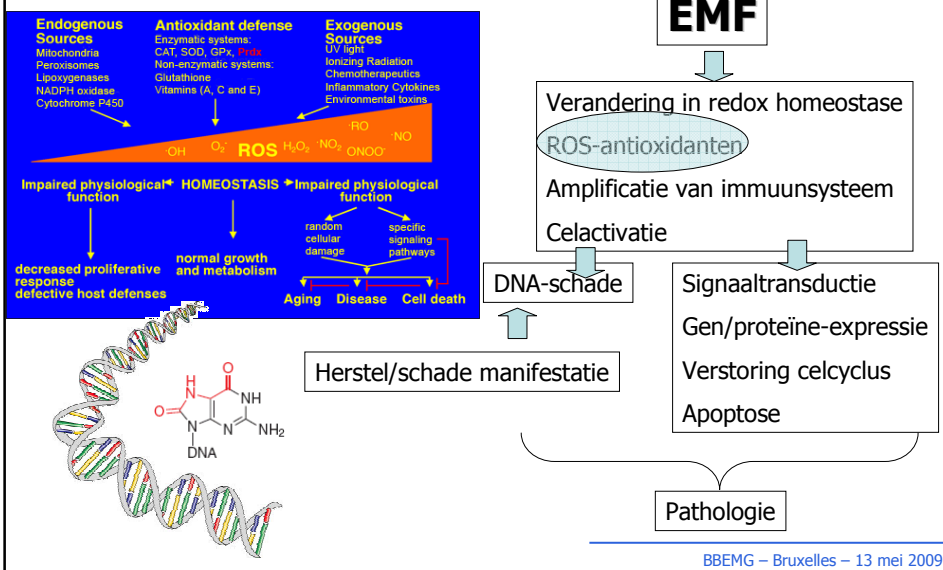 Endogenous Sources
Mitochondria
Peroxisomes
Lipoxygenases
NADPH oxidase
Cytochrome P450
Antioxidant defense
Enzymatic systems:
CAT, SOD, GPx, Prdx
Non-enzymatic systems:
Glutathione
Vitamins (A, C and E)
Exogenous Sources
UV light
Ionizing Radiation
Chemotherapeutics
Inflammatory Cytokines
Environmental toxins
·OH O₂·⁻ ROS H₂O₂ ·NO₂ ·RO ONOO⁻ ·NO
Impaired physiological function
HOMEOSTASIS
Impaired physiological function
decreased proliferative response
defective host defenses
normal growth and metabolism
random cellular damage
specific signaling pathways
Aging Disease Cell death
O
H
N
O
NH
N
N
NH₂
DNA
EMF
Verandering in redox homeostase
ROS-antioxidanten
Amplificatie van immuunsysteem
Celactivatie
DNA-schade
Herstel/schade manifestatie
Signaaltransductie
Gen/proteïne-expressie
Verstoring celcyclus
Apoptose
Pathologie
BBEMG – Bruxelles – 13 mei 2009